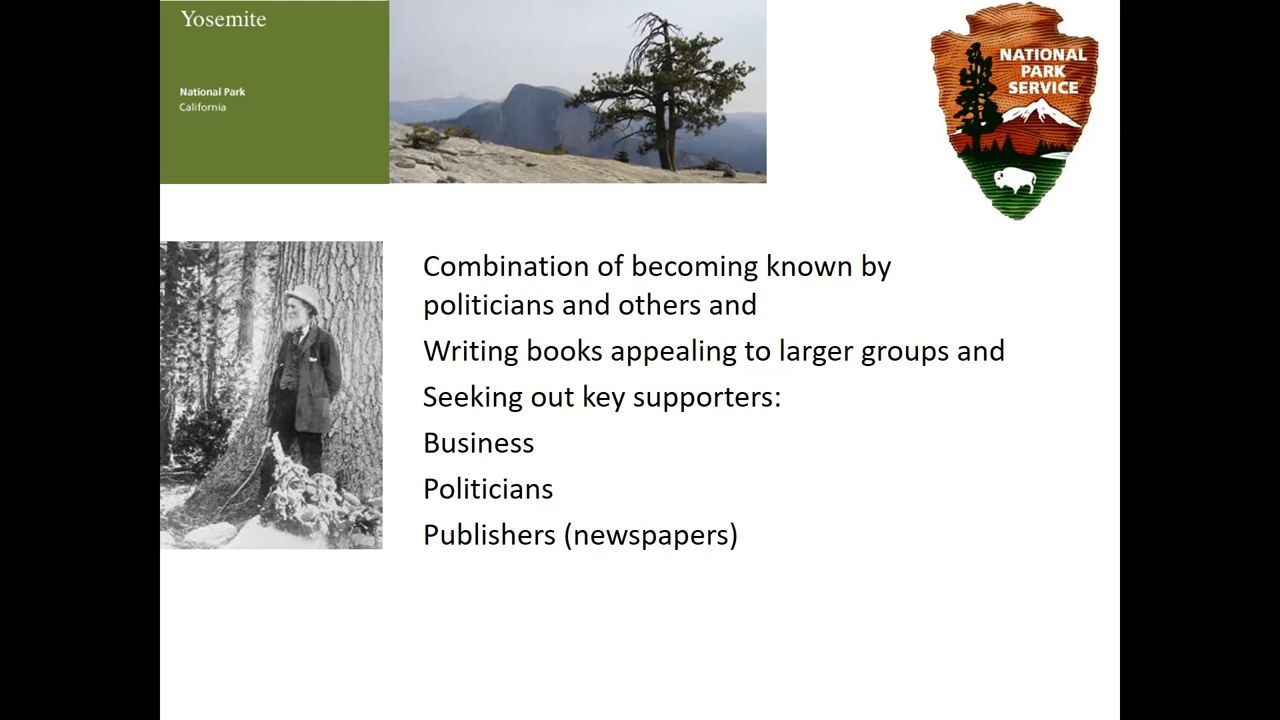 Yosemite
National Park
California
NATIONAL
PARK
SERVICE
Combination of becoming known by
politicians and others and
Writing books appealing to larger groups and
Seeking out key supporters:
Business
Politicians
Publishers (newspapers)